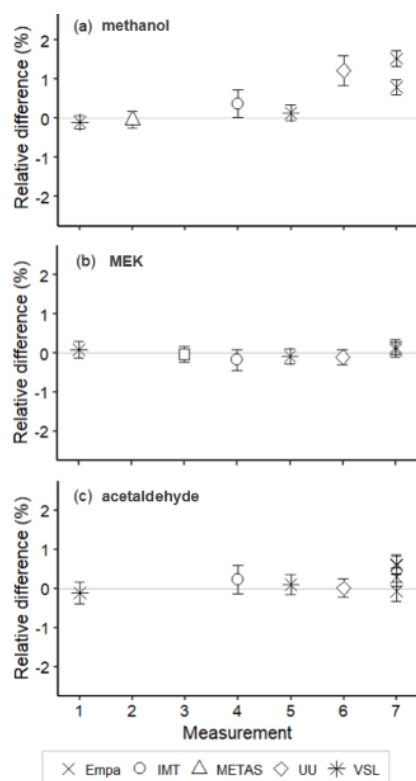 (a) methanol
Relative difference (%)
2
1
0
-1
-2
(b) MEK
Relative difference (%)
2
1
0
-1
-2
(c) acetaldehyde
Relative difference (%)
2
1
0
-1
-2
1 2 3 4 5 6 7
Measurement
Empa IMT METAS UU VSL